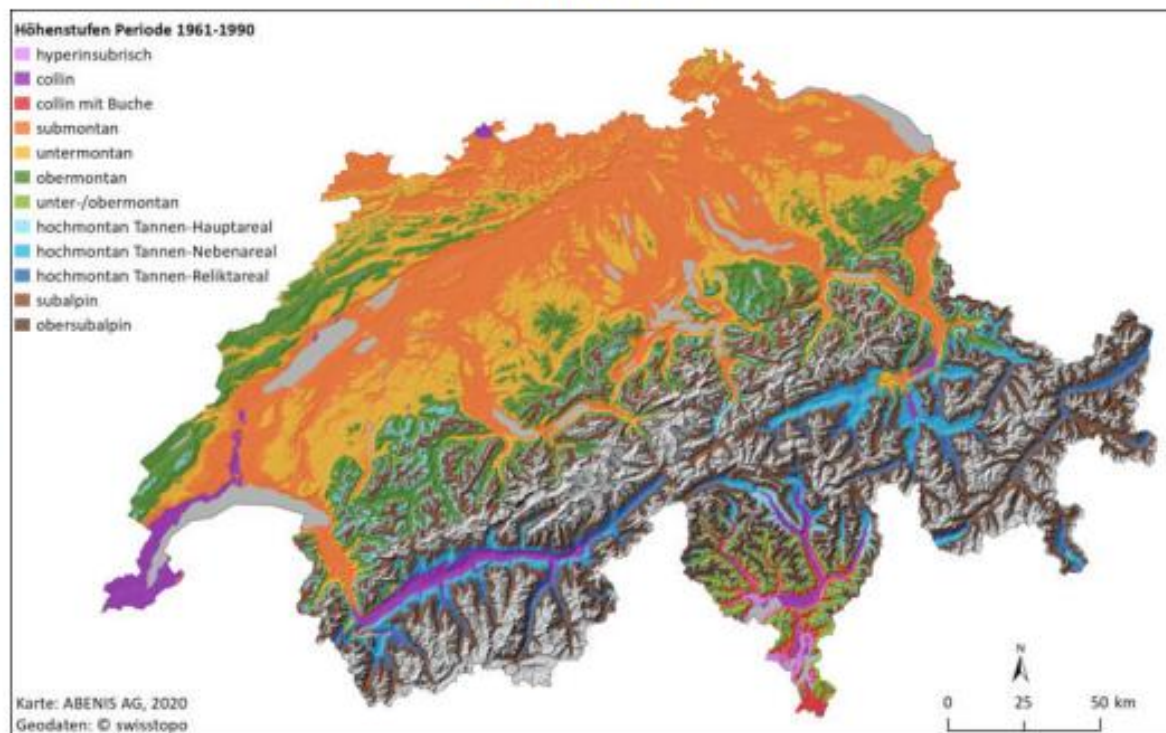 Höhenstufen Periode 1961-1990
hyperinsubrisch
collin
collin mit Buche
submontan
untermontan
obermontan
unter-/obermontan
hochmontan Tannen-Hauptareal
hochmontan Tannen-Nebenareal
hochmontan Tannen-Reliktareal
subalpin
obersubalpin
N
0 25 50 km
Karte: ABENIS AG, 2020
Geodaten: © swisstopo